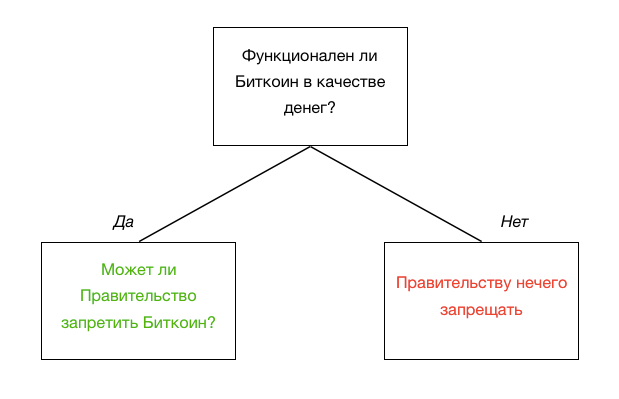 Функционален ли
Биткоин в качестве
денег?
Да
Нет
Может ли
Правительство
запретить Биткоин?
Правительству нечего
запрещать